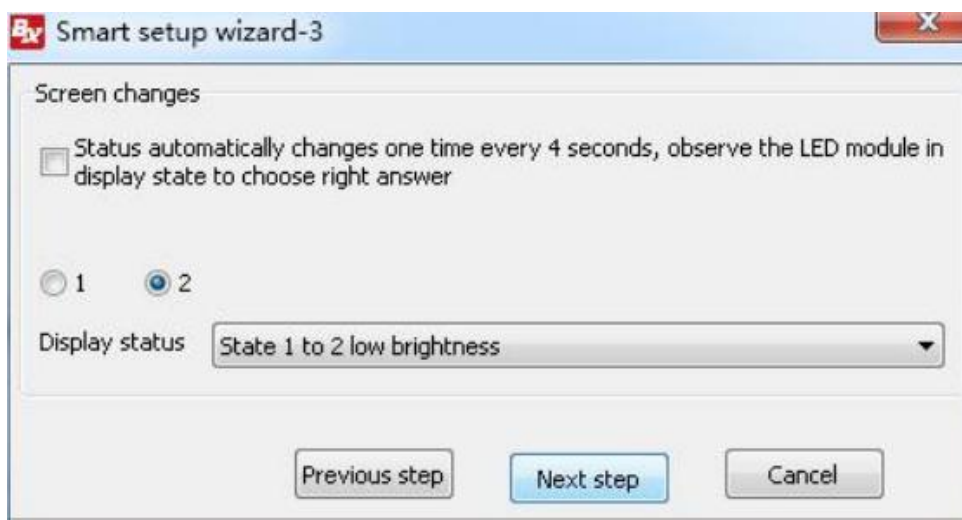 BX Smart setup wizard-3
Screen changes
Status automatically changes one time every 4 seconds, observe the LED module in
display state to choose right answer
1 2
Display status State 1 to 2 low brightness
Previous step Next step Cancel